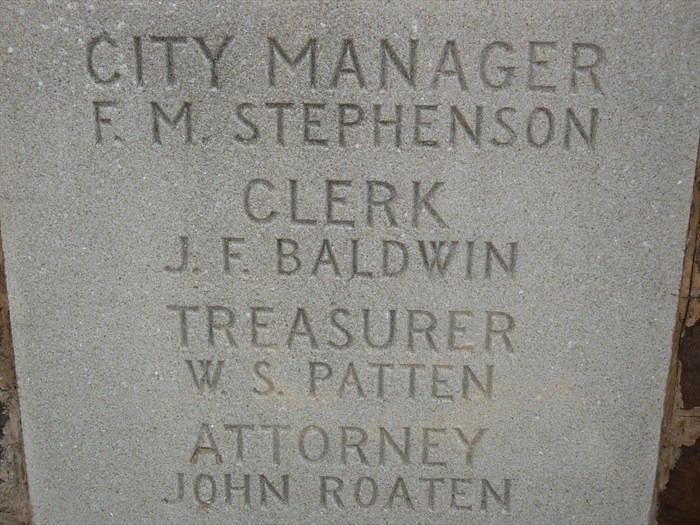 CITY MANAGER
F. M. STEPHENSON
CLERK
J. F. BALDWIN
TREASURER
W. S. PATTEN
ATTORNEY
JOHN ROATEN